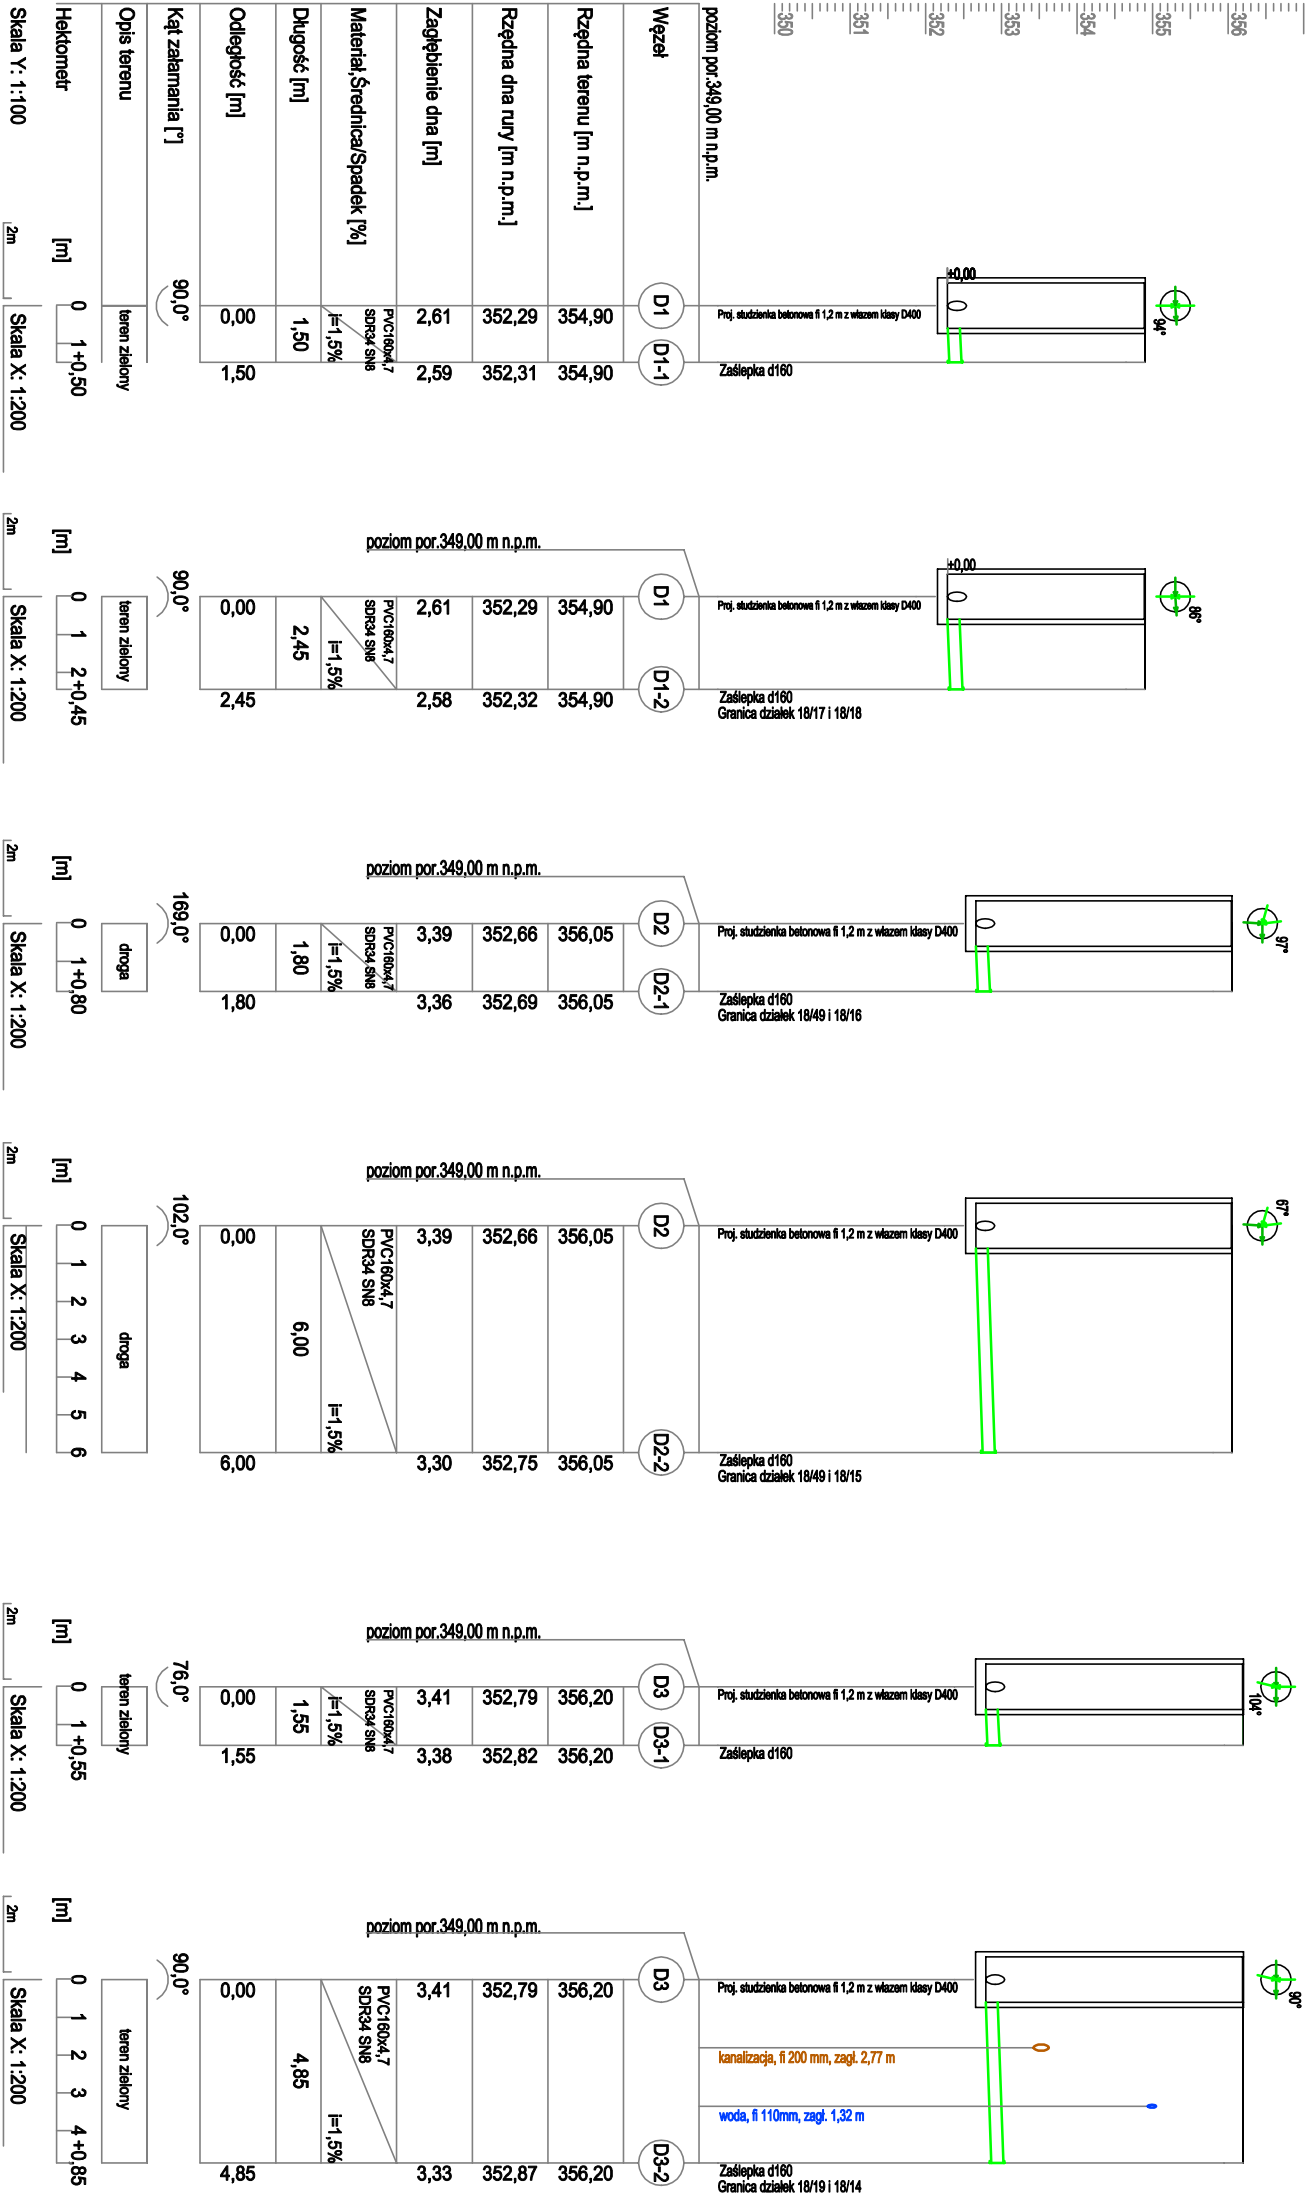 356
355
354
353
352
351
350
poziom por.349,00 m n.p.m.
Węzeł
Rzędna terenu [m n.p.m.]
Rzędna dna rury [m n.p.m.]
Zagłębienie dna [m]
Materiał,Średnica/Spadek [%]
Długość [m]
Odległość [m]
Kąt załamania [°]
Opis terenu
Hektometr
[m]
Skala Y: 1:100
2m
94°
+0,00
Proj. studzienka betonowa fi 1,2 m z włazem klasy D400
Zaślepka d160
D1
D1-1
354,90
354,90
352,29
352,31
2,61
2,59
PVC160x4,7
SDR34 SN8
i=1,5%
1,50
0,00
1,50
90,0°
teren zielony
0
1+0,50
Skala X: 1:200
86°
+0,00
Proj. studzienka betonowa fi 1,2 m z włazem klasy D400
Zaślepka d160
Granica działek 18/17 i 18/18
poziom por.349,00 m n.p.m.
D1
D1-2
354,90
354,90
352,29
352,32
2,61
2,58
PVC160x4,7
SDR34 SN8
i=1,5%
2,45
0,00
2,45
90,0°
teren zielony
[m]
0
1
2+0,45
2m
Skala X: 1:200
97°
Proj. studzienka betonowa fi 1,2 m z włazem klasy D400
Zaślepka d160
Granica działek 18/49 i 18/16
poziom por.349,00 m n.p.m.
D2
D2-1
356,05
356,05
352,66
352,69
3,39
3,36
PVC160x4,7
SDR34 SN8
i=1,5%
1,80
0,00
1,80
169,0°
droga
[m]
0
1+0,80
2m
Skala X: 1:200
67°
Proj. studzienka betonowa fi 1,2 m z włazem klasy D400
Zaślepka d160
Granica działek 18/49 i 18/15
poziom por.349,00 m n.p.m.
D2
D2-2
356,05
356,05
352,66
352,75
3,39
3,30
PVC160x4,7
SDR34 SN8
i=1,5%
6,00
0,00
6,00
102,0°
droga
[m]
0
1
2
3
4
5
6
2m
Skala X: 1:200
104°
Proj. studzienka betonowa fi 1,2 m z włazem klasy D400
Zaślepka d160
poziom por.349,00 m n.p.m.
D3
D3-1
356,20
356,20
352,79
352,82
3,41
3,38
PVC160x4,7
SDR34 SN8
i=1,5%
1,55
0,00
1,55
76,0°
teren zielony
[m]
0
1+0,55
2m
Skala X: 1:200
90°
Proj. studzienka betonowa fi 1,2 m z włazem klasy D400
kanalizacja, fi 200 mm, zagł. 2,77 m
woda, fi 110mm, zagł. 1,32 m
Zaślepka d160
Granica działek 18/19 i 18/14
poziom por.349,00 m n.p.m.
D3
D3-2
356,20
356,20
352,79
352,87
3,41
3,33
PVC160x4,7
SDR34 SN8
i=1,5%
4,85
0,00
4,85
90,0°
teren zielony
[m]
0
1
2
3
4+0,85
2m
Skala X: 1:200